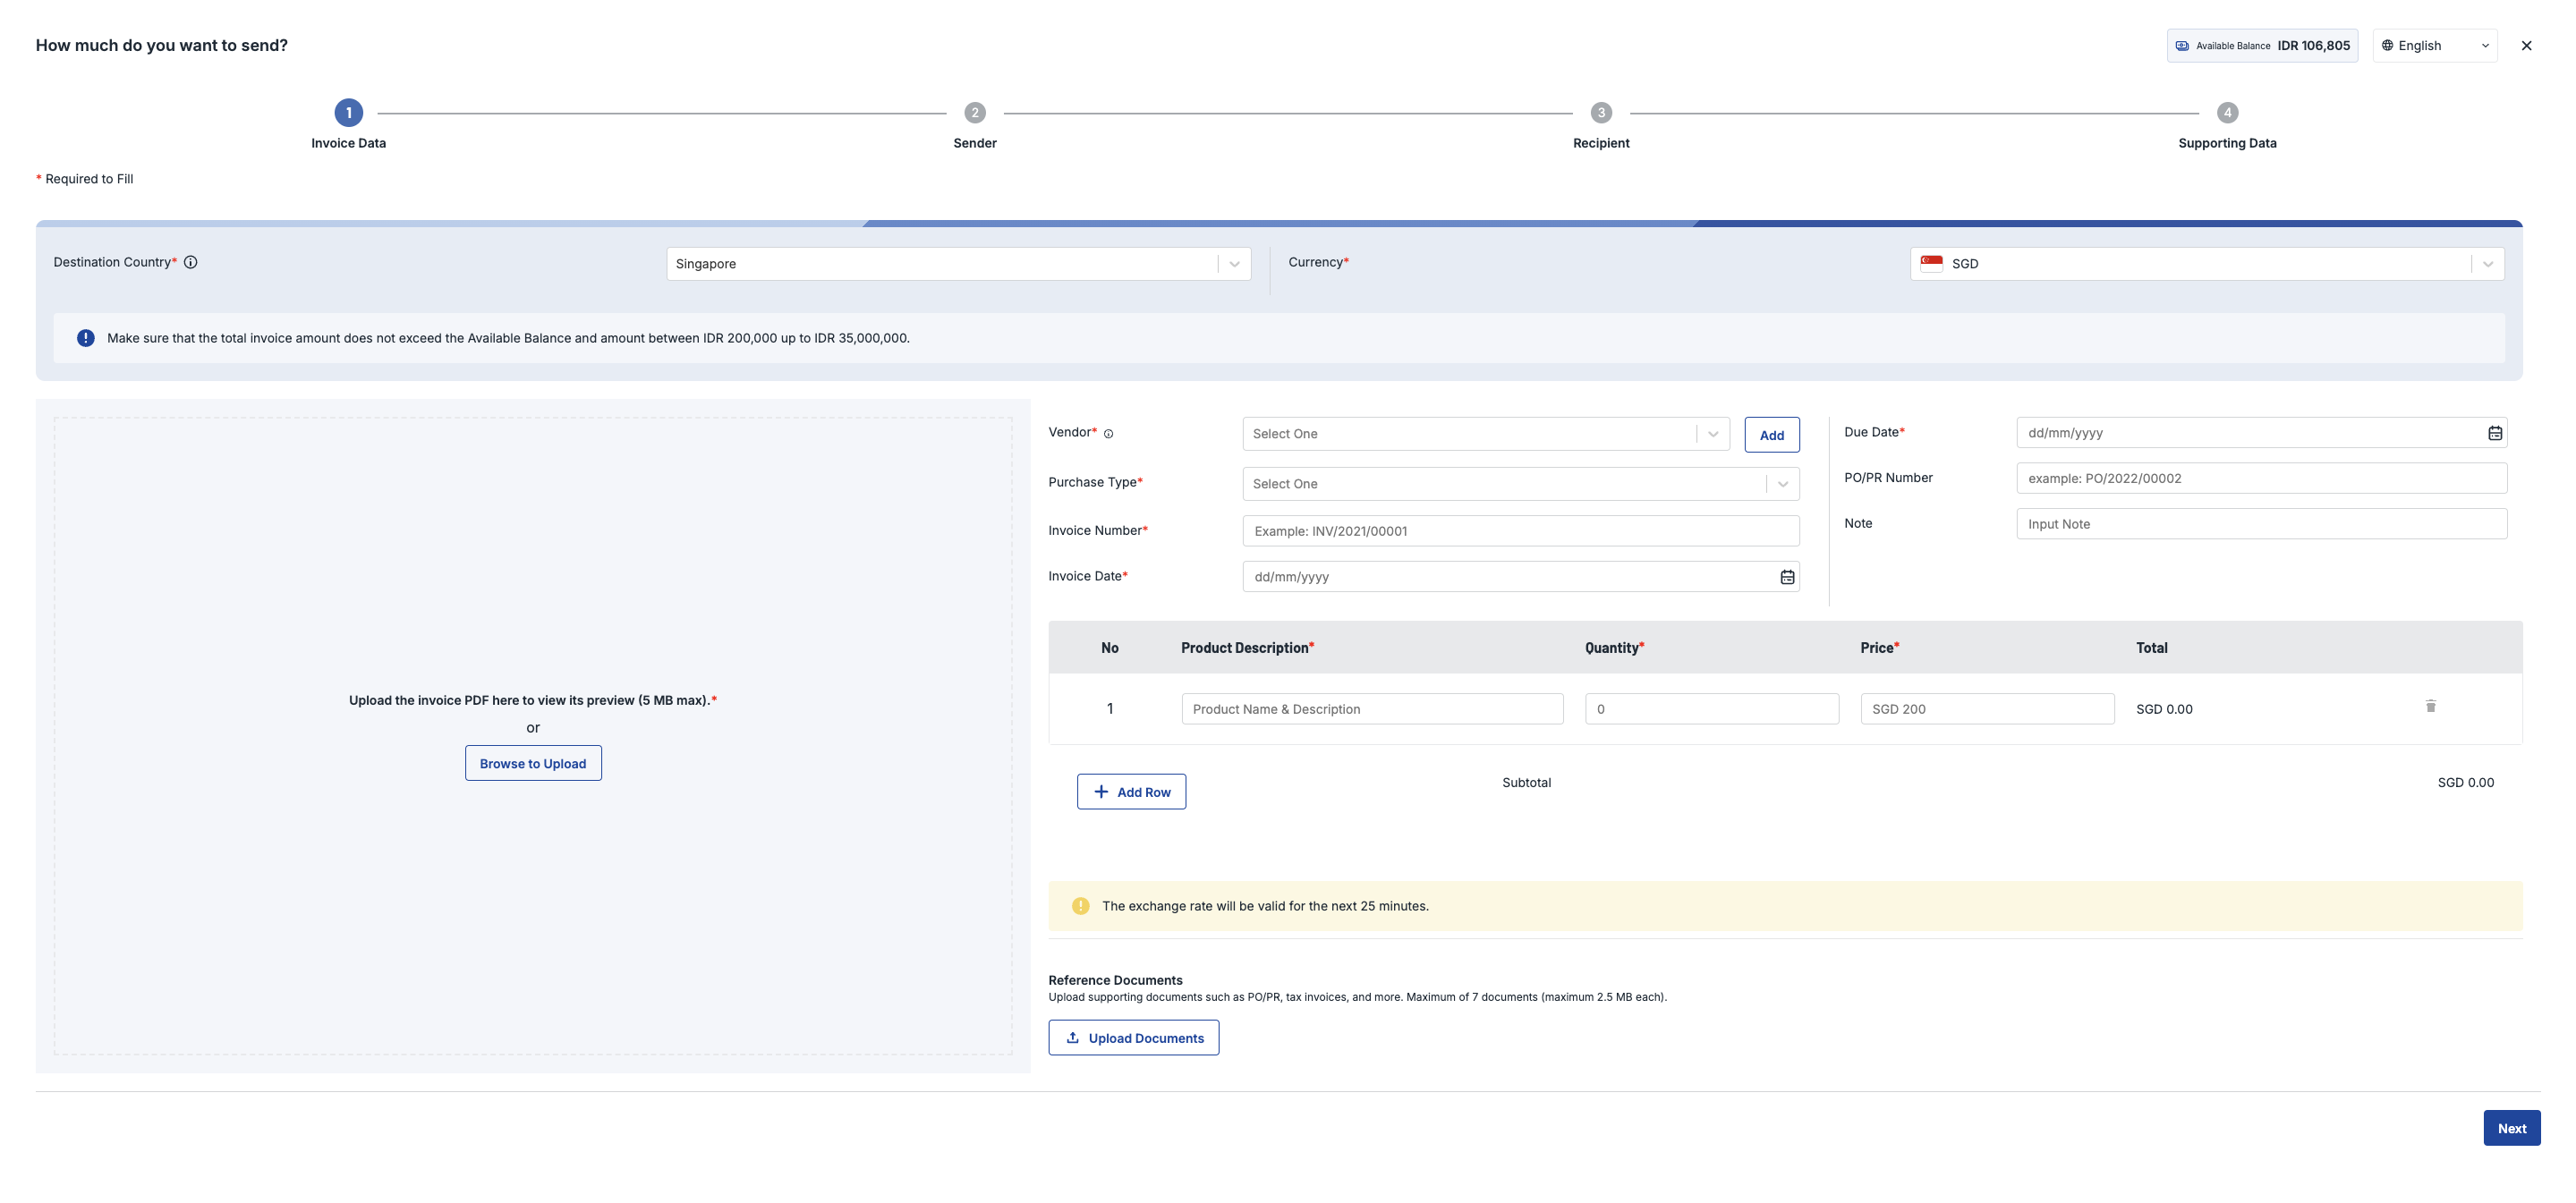 How much do you want to send?
Available Balance IDR 106,805
English
1
2
3
4
Invoice Data
Sender
Recipient
Supporting Data
* Required to Fill
Destination Country*
Singapore
Currency*
SGD
Make sure that the total invoice amount does not exceed the Available Balance and amount between IDR 200,000 up to IDR 35,000,000.
Upload the invoice PDF here to view its preview (5 MB max).*
or
Browse to Upload
Vendor*
Select One
Add
Purchase Type*
Select One
Invoice Number*
Example: INV/2021/00001
Invoice Date*
dd/mm/yyyy
Due Date*
dd/mm/yyyy
PO/PR Number
example: PO/2022/00002
Note
Input Note
No Product Description* Quantity* Price* Total
1 Product Name & Description 0 SGD 200 SGD 0.00
Add Row
Subtotal SGD 0.00
The exchange rate will be valid for the next 25 minutes.
Reference Documents
Upload supporting documents such as PO/PR, tax invoices, and more. Maximum of 7 documents (maximum 2.5 MB each).
Upload Documents
Next